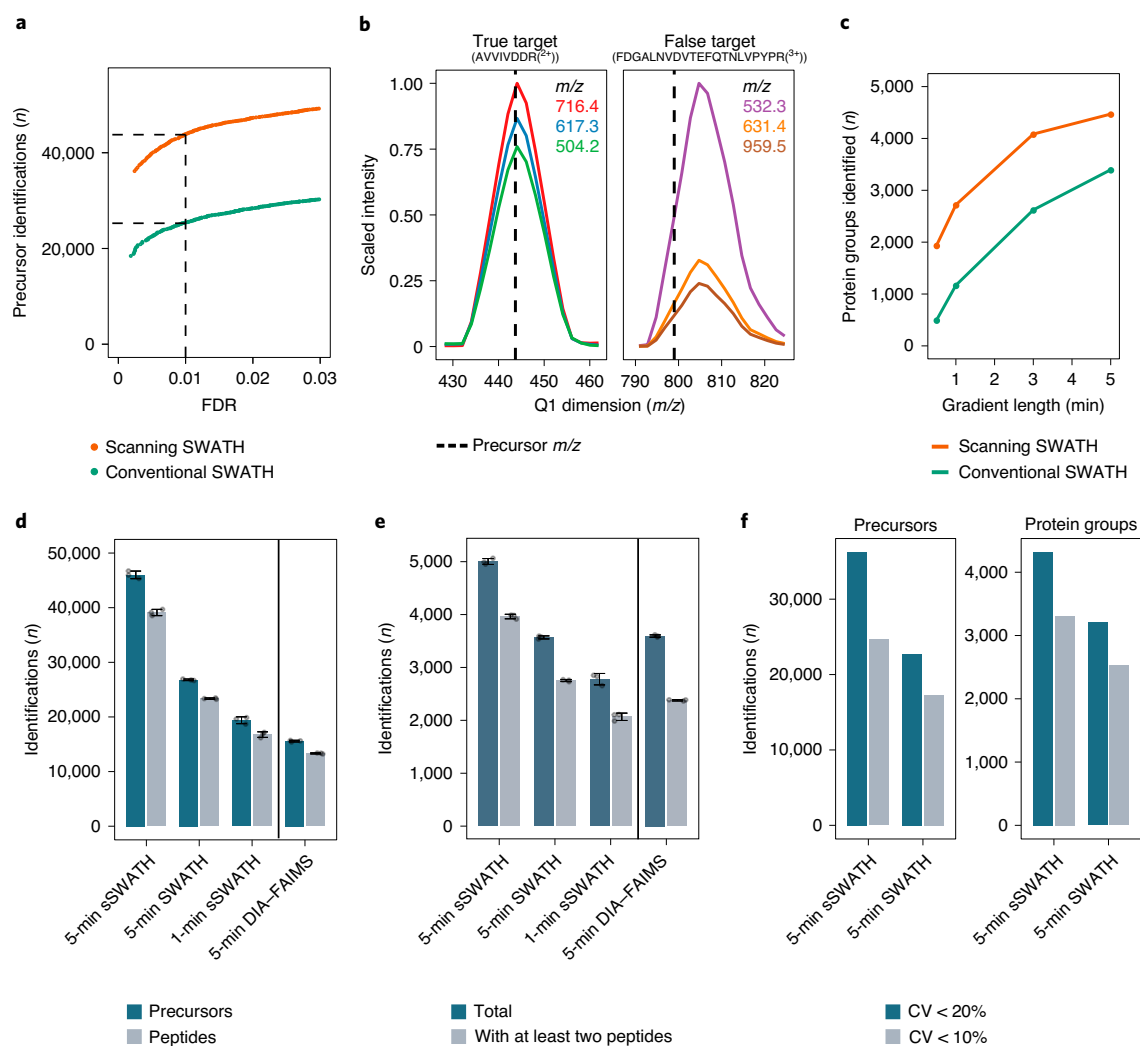 a
Precursor identifications (n)
40,000
20,000
0
0
0.01
0.02
0.03
FDR
Scanning SWATH
Conventional SWATH
b
True target
(AVVIVDDR(2+))
False target
(FDGALNVDVTEFQTNLVPYPR(3+))
Scaled intensity
1.00
0.75
0.50
0.25
0
m/z
716.4
617.3
504.2
m/z
532.3
631.4
959.5
430
440
450
460
790
800
810
820
Q1 dimension (m/z)
Precursor m/z
c
Protein groups identified (n)
5,000
4,000
3,000
2,000
1,000
0
1
2
3
4
5
Gradient length (min)
Scanning SWATH
Conventional SWATH
d
Identifications (n)
50,000
40,000
30,000
20,000
10,000
0
5-min sSWATH
5-min SWATH
1-min sSWATH
5-min DIA–FAIMS
Precursors
Peptides
e
Identifications (n)
5,000
4,000
3,000
2,000
1,000
0
5-min sSWATH
5-min SWATH
1-min sSWATH
5-min DIA–FAIMS
Total
With at least two peptides
f
Precursors
Protein groups
Identifications (n)
30,000
20,000
10,000
0
4,000
3,000
2,000
1,000
0
5-min sSWATH
5-min SWATH
5-min sSWATH
5-min SWATH
CV < 20%
CV < 10%